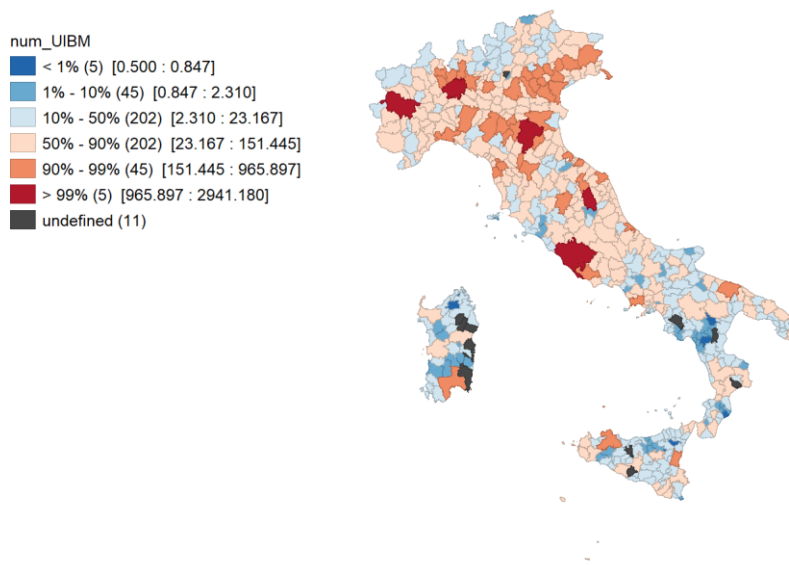 num_UIBM
< 1% (5) [0.500 : 0.847]
1% - 10% (45) [0.847 : 2.310]
10% - 50% (202) [2.310 : 23.167]
50% - 90% (202) [23.167 : 151.445]
90% - 99% (45) [151.445 : 965.897]
> 99% (5) [965.897 : 2941.180]
undefined (11)